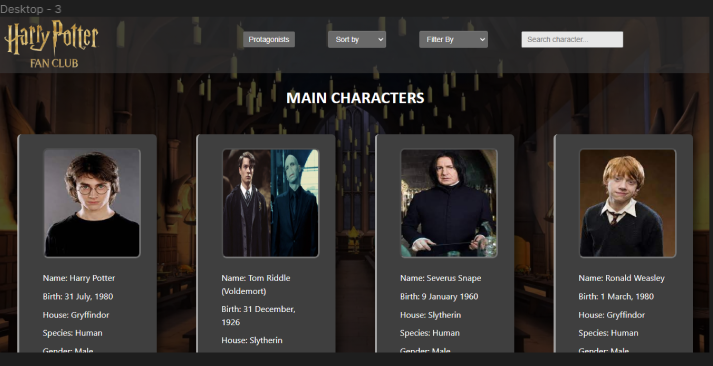 Desktop - 3
Harry Potter
FAN CLUB
Protagonists
Sort by
Filter By
Search character...
MAIN CHARACTERS
Name: Harry Potter
Birth: 31 July, 1980
House: Gryffindor
Species: Human
Gender: Male
Name: Tom Riddle
(Voldemort)
Birth: 31 December,
1926
House: Slytherin
Name: Severus Snape
Birth: 9 January 1960
House: Slytherin
Species: Human
Gender: Male
Name: Ronald Weasley
Birth: 1 March, 1980
House: Gryffindor
Species: Human
Gender: Male